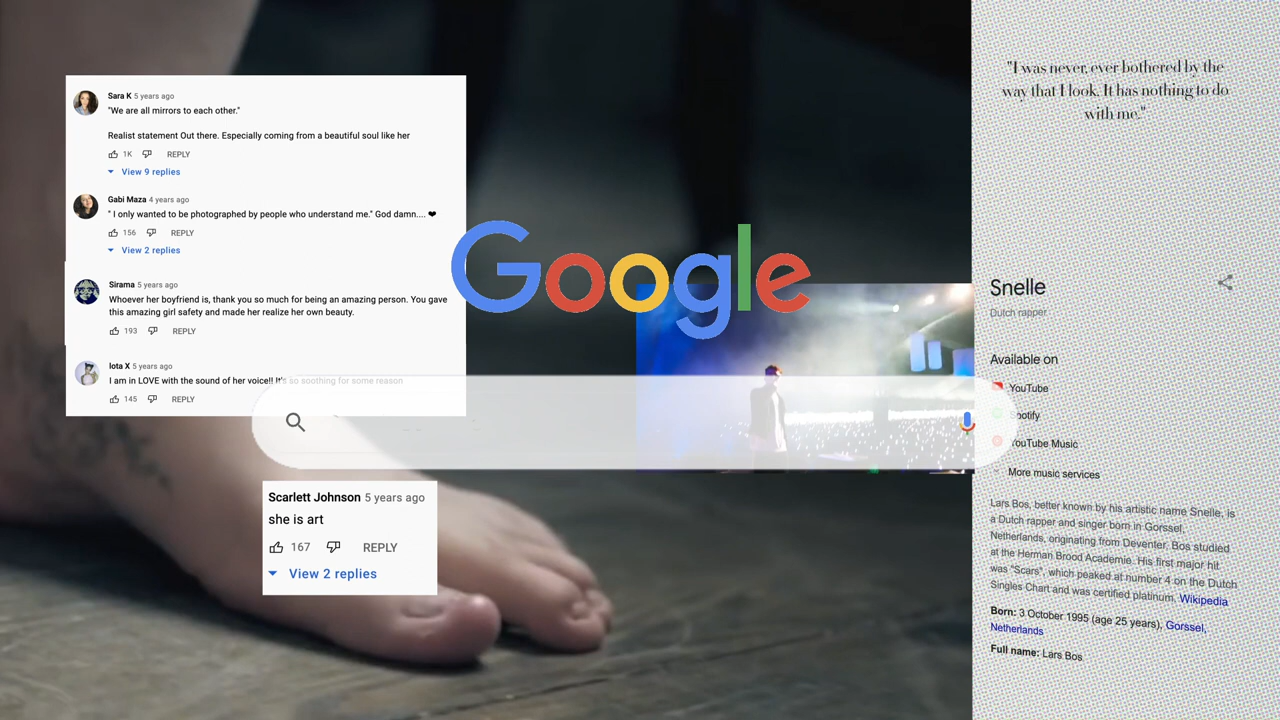 Sara K 5 years ago
"We are all mirrors to each other."
Realist statement Out there. Especially coming from a beautiful soul like her
1K REPLY
View 9 replies
Gabi Maza 4 years ago
" I only wanted to be photographed by people who understand me." God damn.... ❤
156 REPLY
View 2 replies
Sirama 5 years ago
Whoever her boyfriend is, thank you so much for being an amazing person. You gave
this amazing girl safety and made her realize her own beauty.
193 REPLY
Iota X 5 years ago
I am in LOVE with the sound of her voice!! It's so soothing for some reason
145 REPLY
Google
Scarlett Johnson 5 years ago
she is art
167 REPLY
View 2 replies
"I was never, ever bothered by the
way that I look. It has nothing to do
with me."
Snelle
Dutch rapper
Available on
YouTube
Spotify
YouTube Music
More music services
Lars Bos, better known by his artistic name Snelle, is
a Dutch rapper and singer born in Gorssel,
Netherlands, originating from Deventer. Bos studied
at the Herman Brood Academie. His first major hit
was "Scars", which peaked at number 4 on the Dutch
Singles Chart and was certified platinum. Wikipedia
Born: 3 October 1995 (age 25 years), Gorssel,
Netherlands
Full name: Lars Bos